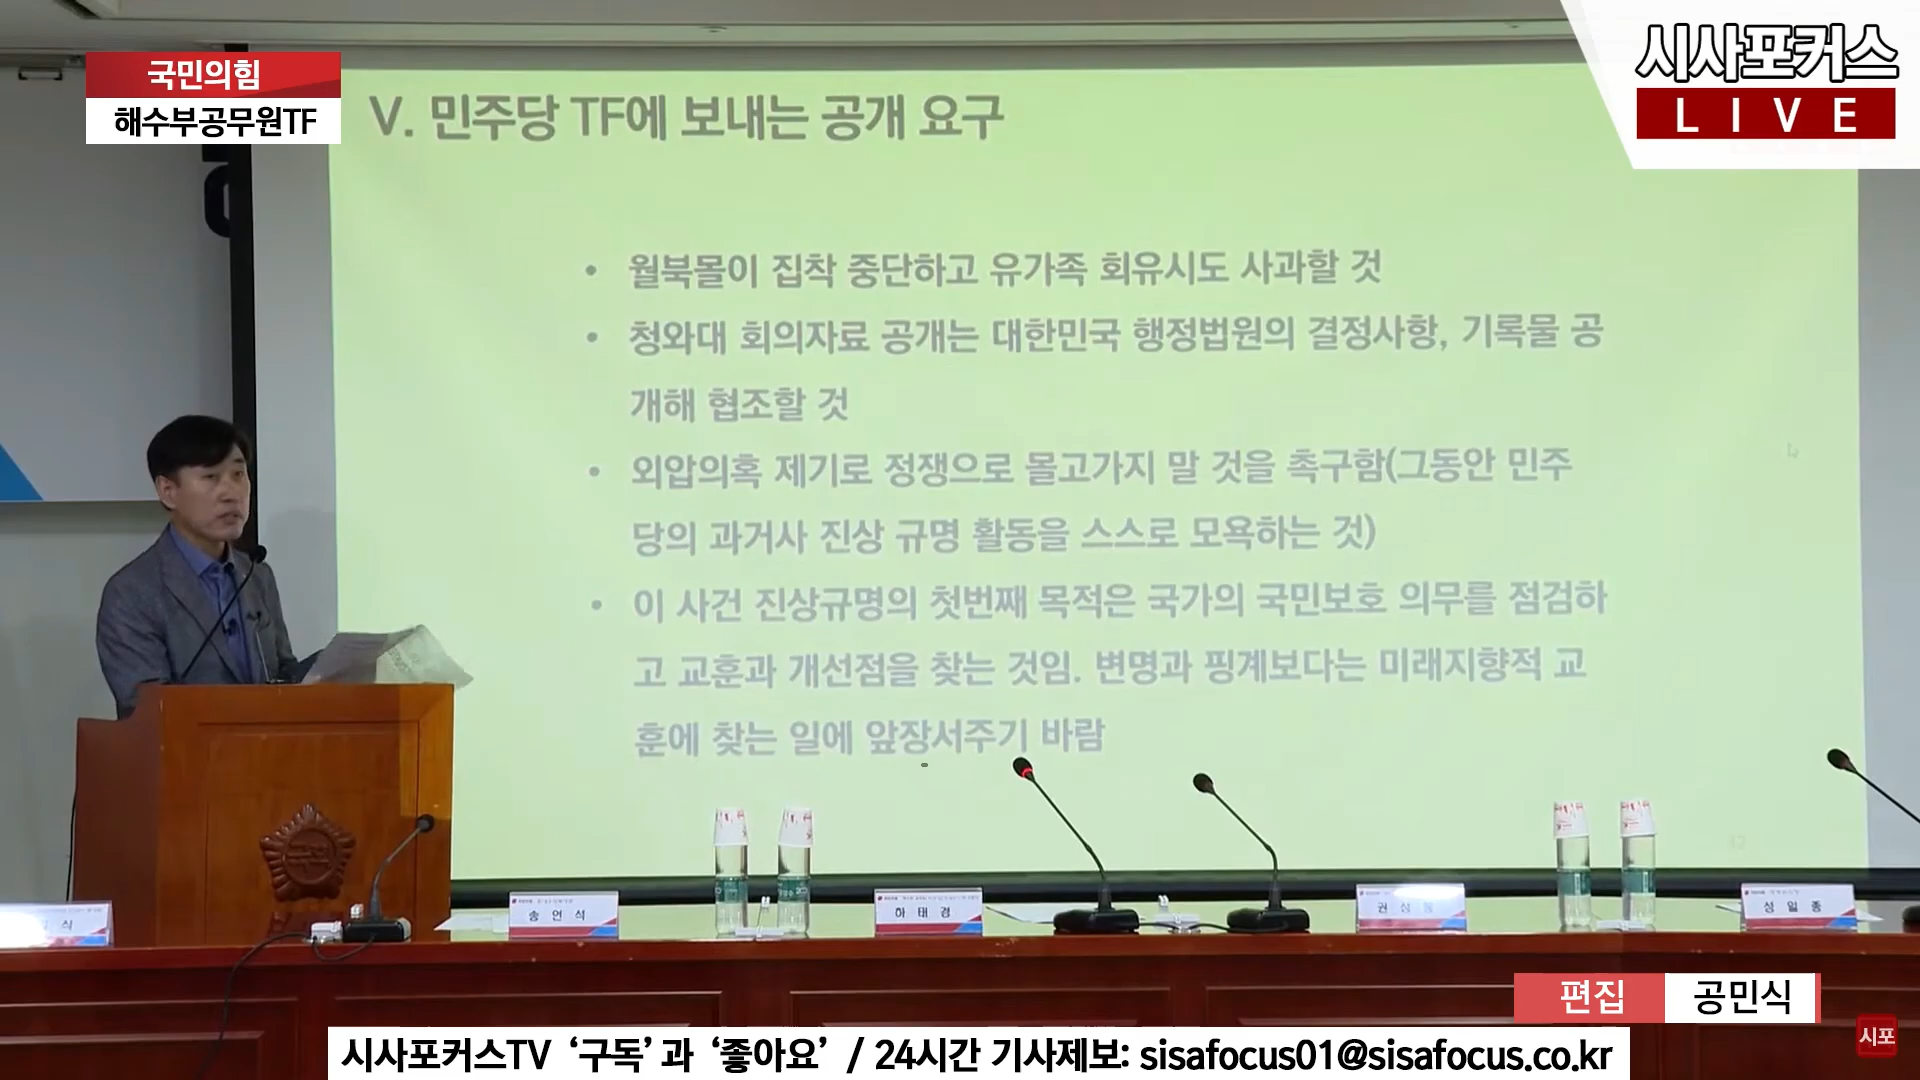 국민의힘
해수부공무원TF
시사포커스
LIVE
V. 민주당 TF에 보내는 공개 요구
• 월북몰이 집착 중단하고 유가족 회유시도 사과할 것
• 청와대 회의자료 공개는 대한민국 행정법원의 결정사항, 기록물 공
개해 협조할 것
• 외압의혹 제기로 정쟁으로 몰고가지 말 것을 촉구함(그동안 민주
당의 과거사 진상 규명 활동을 스스로 모욕하는 것)
• 이 사건 진상규명의 첫번째 목적은 국가의 국민보호 의무를 점검하
고 교훈과 개선점을 찾는 것임. 변명과 핑계보다는 미래지향적 교
훈에 찾는 일에 앞장서주기 바람
식
송 언 석
하 태 경
권 성 동
성 일 종
편집 공민식
시사포커스TV ‘구독’과 ‘좋아요’ / 24시간 기사제보: sisafocus01@sisafocus.co.kr
시포